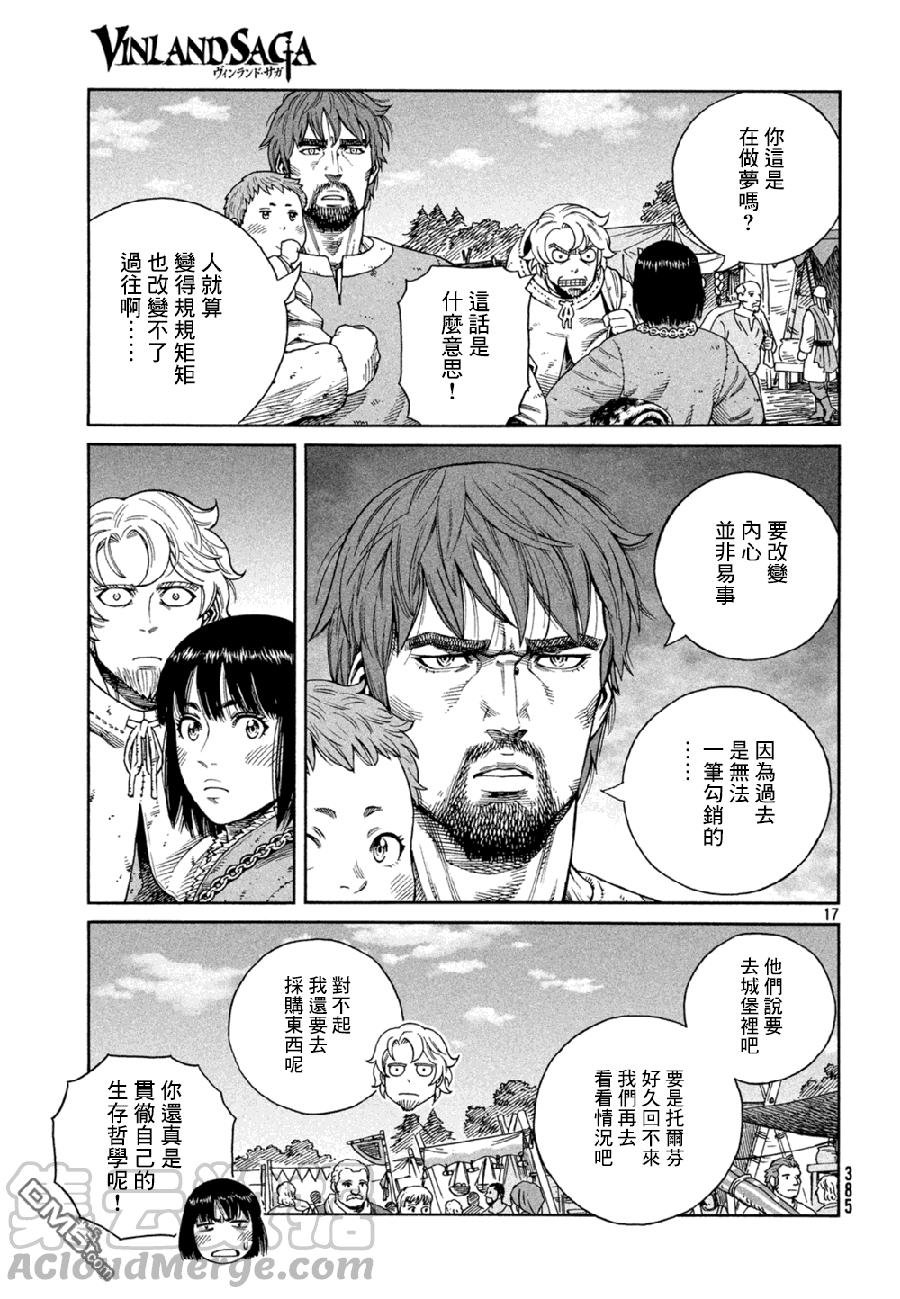 VINLAND SAGA
ヴィンランド・サガ
你這是
在做夢嗎？
這話是
什麼意思！
人就算
變得規規矩矩
也改變不了
過往啊……
要改變
內心
並非易事
因為過去
是無法
一筆勾銷的
……
17
他們說要
去城堡裡吧
要是托爾芬
好久回不來
我們再去
看看情況吧
對不起
我還要去
採購東西呢
你還真是
貫徹自己的
生存哲學呢！
385
集云数据
AcloudMerge.com